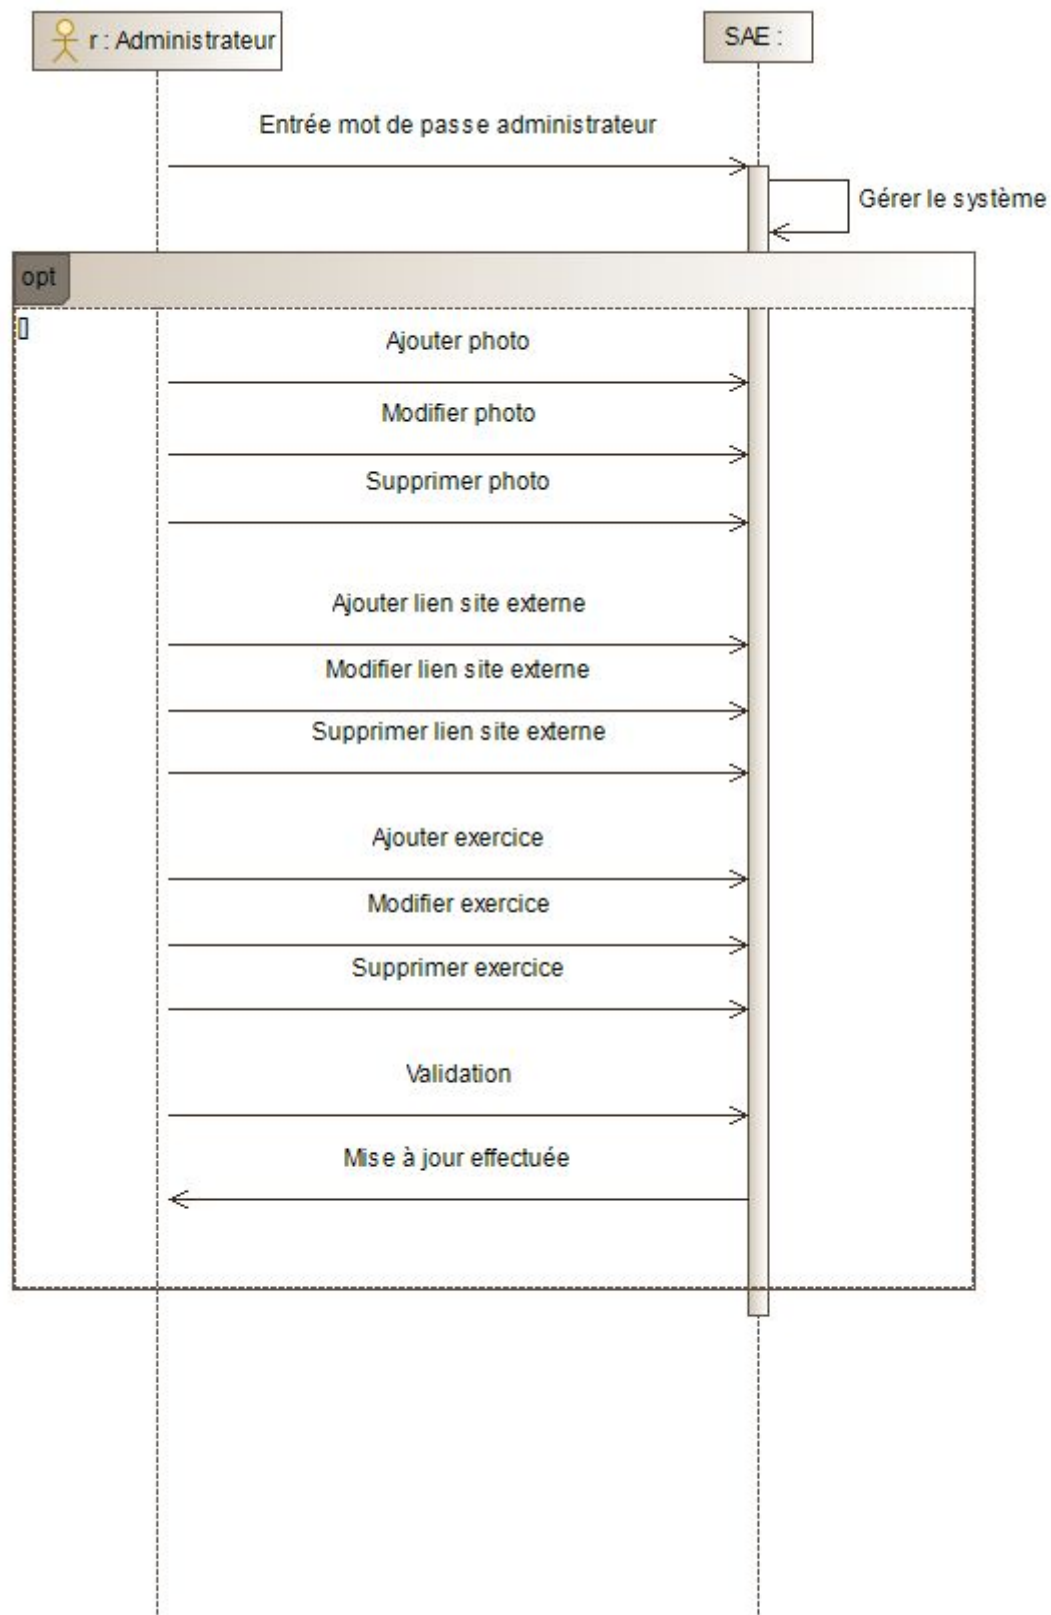 r : Administrateur
SAE :
Entrée mot de passe administrateur
Gérer le système
opt
[]
Ajouter photo
Modifier photo
Supprimer photo
Ajouter lien site externe
Modifier lien site externe
Supprimer lien site externe
Ajouter exercice
Modifier exercice
Supprimer exercice
Validation
Mise à jour effectuée